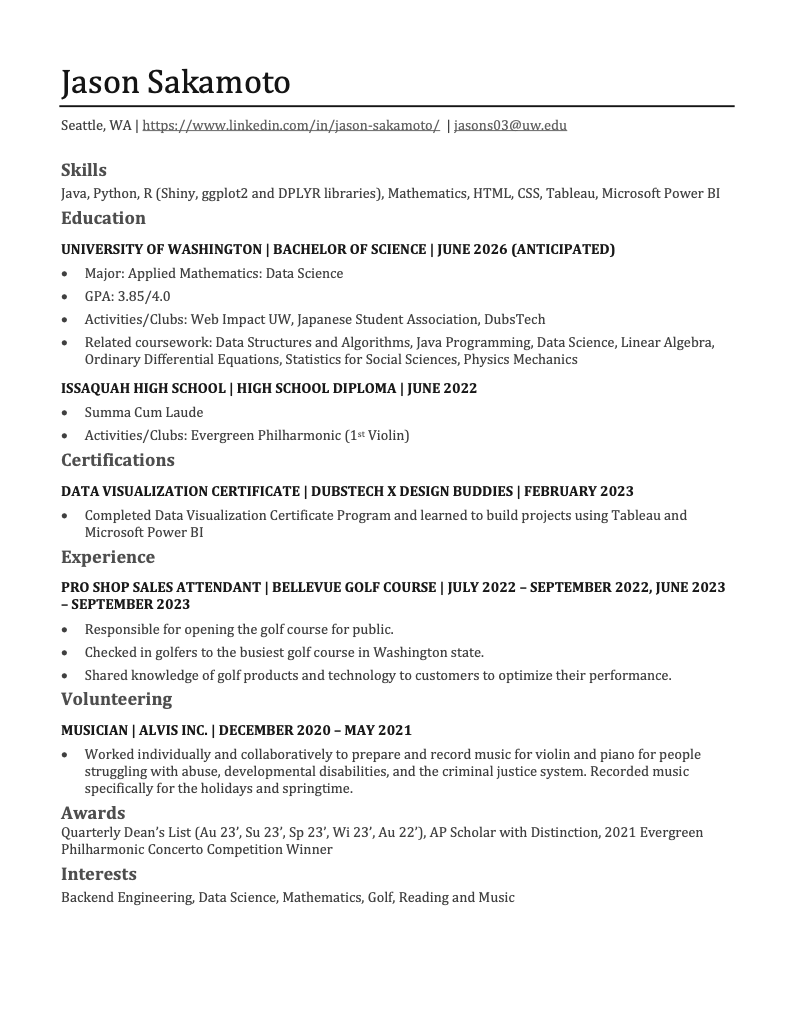 Jason Sakamoto
Seattle, WA | https://www.linkedin.com/in/jason-sakamoto/ | jasons03@uw.edu
Skills
Java, Python, R (Shiny, ggplot2 and DPLYR libraries), Mathematics, HTML, CSS, Tableau, Microsoft Power BI
Education
UNIVERSITY OF WASHINGTON | BACHELOR OF SCIENCE | JUNE 2026 (ANTICIPATED)
• Major: Applied Mathematics: Data Science
• GPA: 3.85/4.0
• Activities/Clubs: Web Impact UW, Japanese Student Association, DubsTech
• Related coursework: Data Structures and Algorithms, Java Programming, Data Science, Linear Algebra,
Ordinary Differential Equations, Statistics for Social Sciences, Physics Mechanics
ISSAQUAH HIGH SCHOOL | HIGH SCHOOL DIPLOMA | JUNE 2022
• Summa Cum Laude
• Activities/Clubs: Evergreen Philharmonic (1st Violin)
Certifications
DATA VISUALIZATION CERTIFICATE | DUBSTECH X DESIGN BUDDIES | FEBRUARY 2023
• Completed Data Visualization Certificate Program and learned to build projects using Tableau and
Microsoft Power BI
Experience
PRO SHOP SALES ATTENDANT | BELLEVUE GOLF COURSE | JULY 2022 – SEPTEMBER 2022, JUNE 2023
– SEPTEMBER 2023
• Responsible for opening the golf course for public.
• Checked in golfers to the busiest golf course in Washington state.
• Shared knowledge of golf products and technology to customers to optimize their performance.
Volunteering
MUSICIAN | ALVIS INC. | DECEMBER 2020 – MAY 2021
• Worked individually and collaboratively to prepare and record music for violin and piano for people
struggling with abuse, developmental disabilities, and the criminal justice system. Recorded music
specifically for the holidays and springtime.
Awards
Quarterly Dean's List (Au 23’, Su 23’, Sp 23’, Wi 23’, Au 22’), AP Scholar with Distinction, 2021 Evergreen
Philharmonic Concerto Competition Winner
Interests
Backend Engineering, Data Science, Mathematics, Golf, Reading and Music